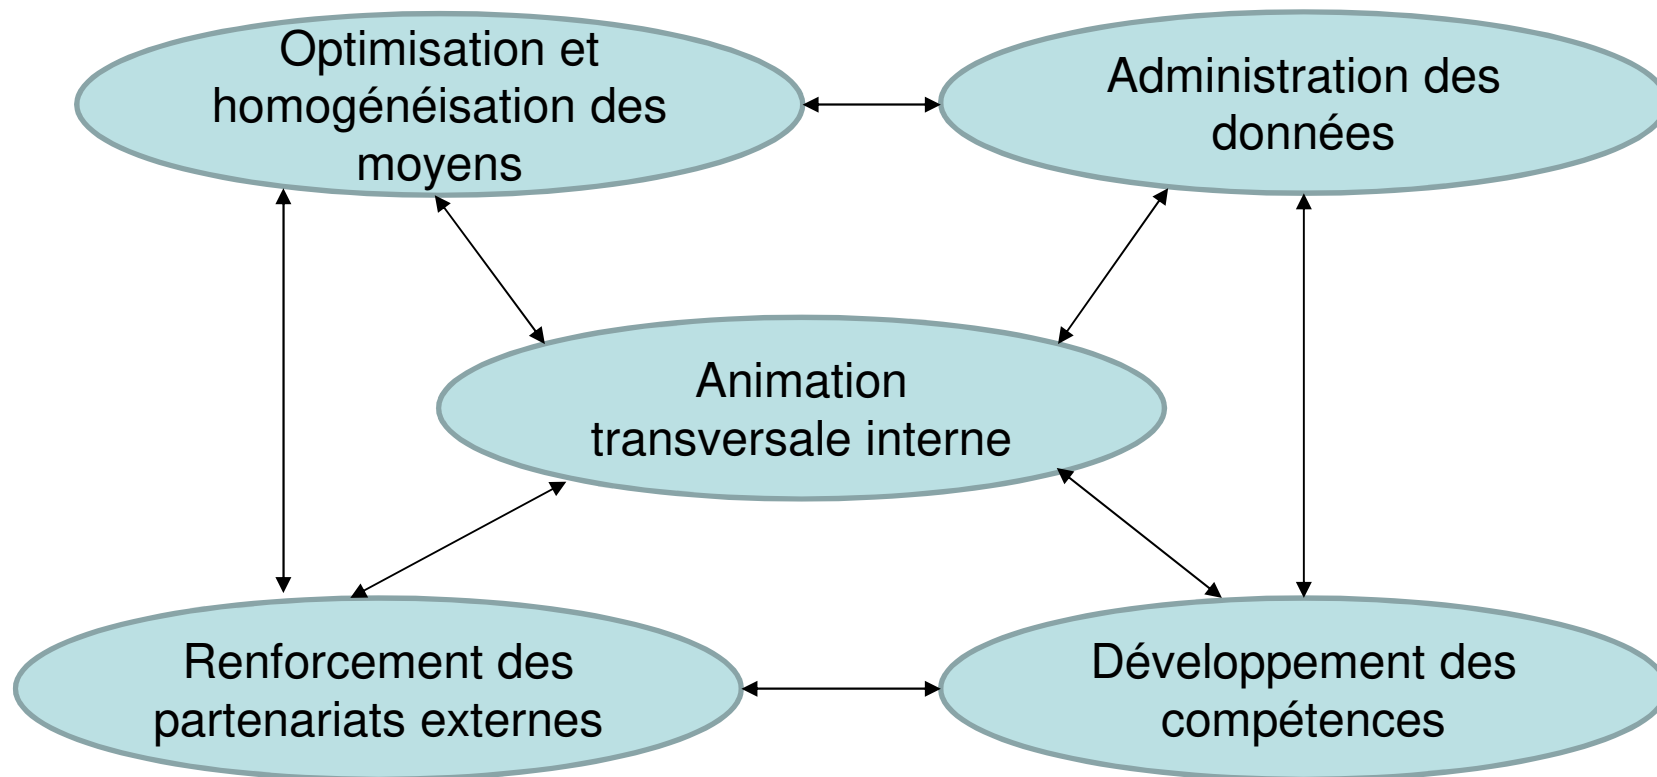 Optimisation et
homogénéisation des
moyens
Administration des
données
Animation
transversale interne
Renforcement des
partenariats externes
Développement des
compétences